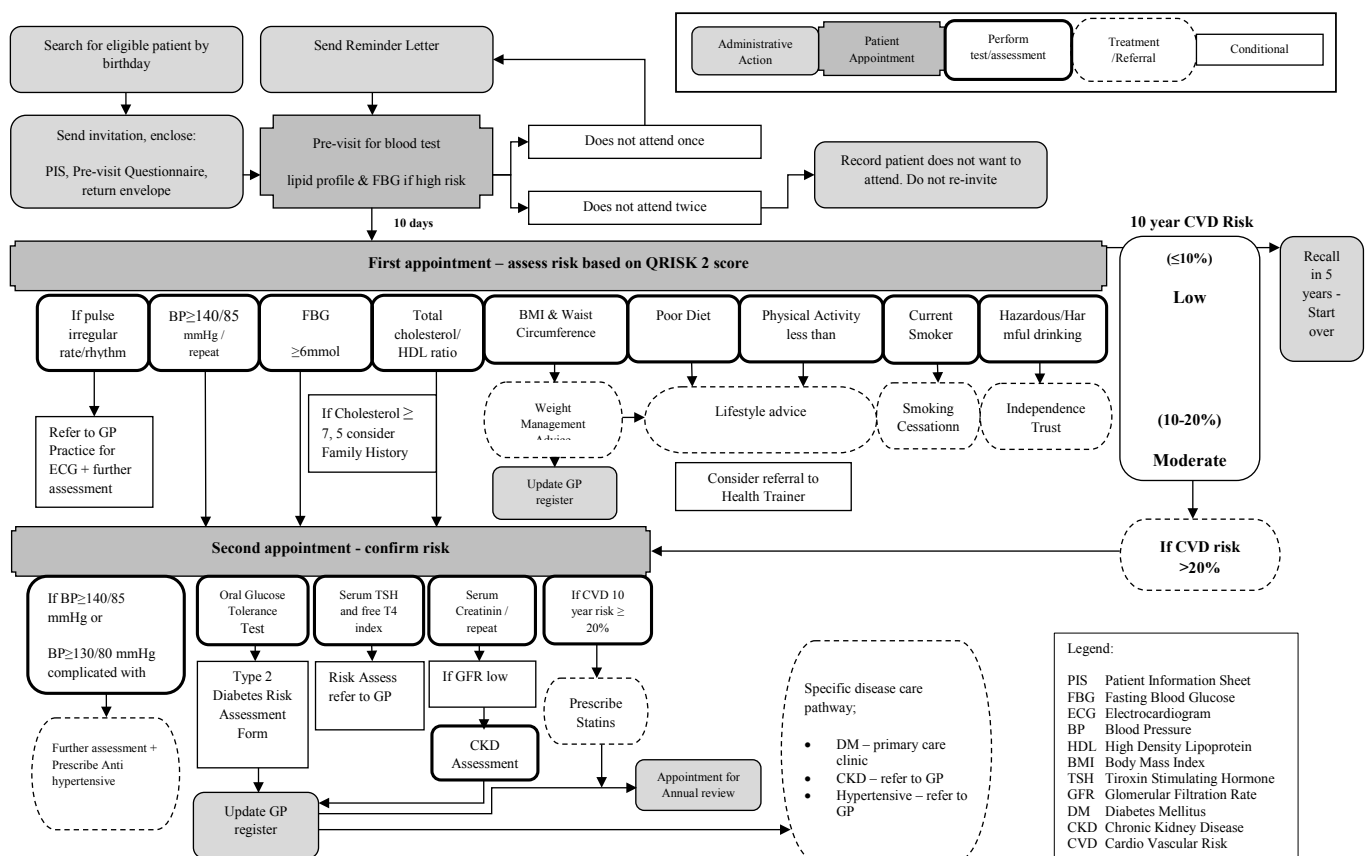 Search for eligible patient by
birthday
Send Reminder Letter
Administrative
Action
Patient
Appointment
Perform
test/assessment
Treatment
/Referral
Conditional
Send invitation, enclose:
PIS, Pre-visit Questionnaire,
return envelope
Pre-visit for blood test
lipid profile & FBG if high risk
Does not attend once
Does not attend twice
Record patient does not want to
attend. Do not re-invite
10 days
10 year CVD Risk
First appointment – assess risk based on QRISK 2 score
(≤10%)
Low
(10-20%)
Moderate
Recall
in 5
years -
Start
over
If pulse
irregular
rate/rhythm
BP≥140/85
mmHg /
repeat
FBG
≥6mmol
Total
cholesterol/
HDL ratio
BMI & Waist
Circumference
Poor Diet
Physical Activity
less than
Current
Smoker
Hazardous/Har
mful drinking
Refer to GP
Practice for
ECG + further
assessment
If Cholesterol ≥
7, 5 consider
Family History
Weight
Management
Advice
Lifestyle advice
Smoking
Cessationn
Independence
Trust
Update GP
register
Consider referral to
Health Trainer
Second appointment - confirm risk
If CVD risk
>20%
If BP≥140/85
mmHg or
BP≥130/80 mmHg
complicated with
Oral Glucose
Tolerance
Test
Serum TSH
and free T4
index
Serum
Creatinin /
repeat
If CVD 10
year risk ≥
20%
Type 2
Diabetes Risk
Assessment
Form
Risk Assess
refer to GP
If GFR low
Prescribe
Statins
CKD
Assessment
Further assessment +
Prescribe Anti
hypertensive
Update GP
register
Appointment for
Annual review
Specific disease care
pathway;
• DM – primary care
clinic
• CKD – refer to GP
• Hypertensive – refer to
GP
Legend:
PIS Patient Information Sheet
FBG Fasting Blood Glucose
ECG Electrocardiogram
BP Blood Pressure
HDL High Density Lipoprotein
BMI Body Mass Index
TSH Tiroxin Stimulating Hormone
GFR Glomerular Filtration Rate
DM Diabetes Mellitus
CKD Chronic Kidney Disease
CVD Cardio Vascular Risk